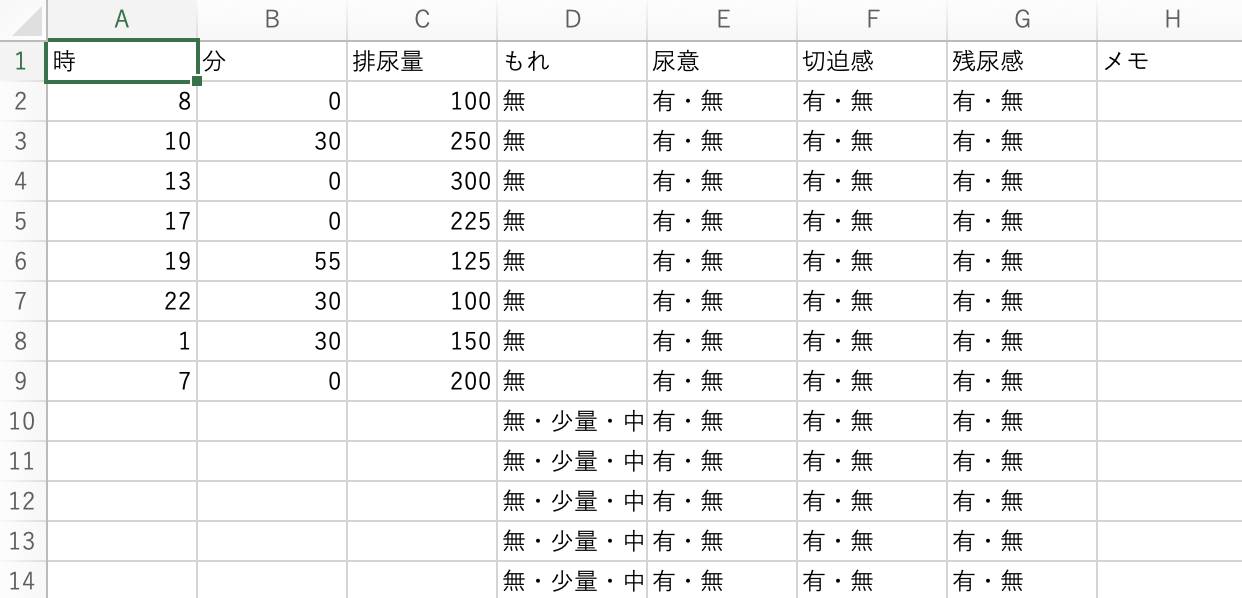 A B C D E F G H
1 時 分 排尿量 もれ 尿意 切迫感 残尿感 メモ
2 8 0 100 無 有・無 有・無 有・無
3 10 30 250 無 有・無 有・無 有・無
4 13 0 300 無 有・無 有・無 有・無
5 17 0 225 無 有・無 有・無 有・無
6 19 55 125 無 有・無 有・無 有・無
7 22 30 100 無 有・無 有・無 有・無
8 1 30 150 無 有・無 有・無 有・無
9 7 0 200 無 有・無 有・無 有・無
10 無・少量・中 有・無 有・無 有・無
11 無・少量・中 有・無 有・無 有・無
12 無・少量・中 有・無 有・無 有・無
13 無・少量・中 有・無 有・無 有・無
14 無・少量・中 有・無 有・無 有・無